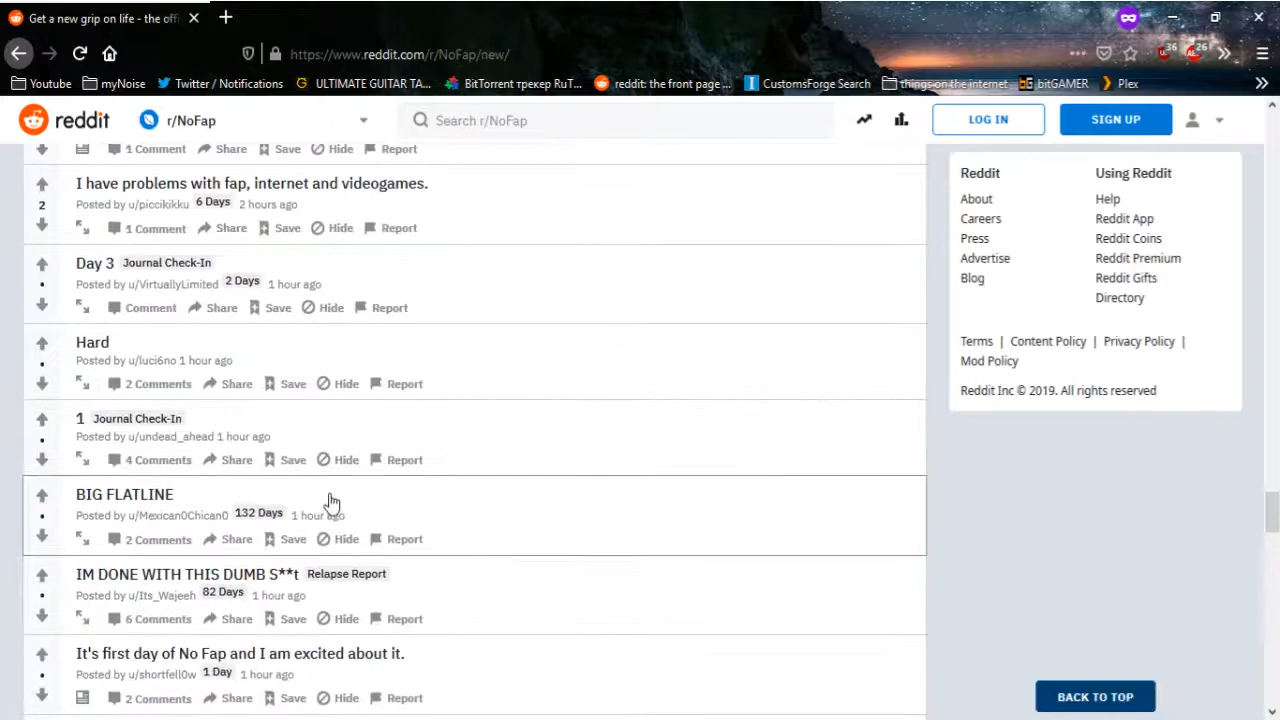 Get a new grip on life - the offi
https://www.reddit.com/r/NoFap/new/
36
26
Youtube myNoise Twitter / Notifications G ULTIMATE GUITAR TA... BitTorrent трекер RuT... reddit: the front page ... CustomsForge Search things on the internet bitGAMER Plex
reddit r/NoFap Search r/NoFap LOG IN SIGN UP
1 Comment Share Save Hide Report
I have problems with fap, internet and videogames.
2
Posted by u/piccikikku 6 Days 2 hours ago
1 Comment Share Save Hide Report
Day 3 Journal Check-In
Posted by u/VirtuallyLimited 2 Days 1 hour ago
Comment Share Save Hide Report
Hard
Posted by u/luci6no 1 hour ago
2 Comments Share Save Hide Report
1 Journal Check-In
Posted by u/undead_ahead 1 hour ago
4 Comments Share Save Hide Report
BIG FLATLINE
Posted by u/Mexican0Chican0 132 Days 1 hour ago
2 Comments Share Save Hide Report
IM DONE WITH THIS DUMB S**t Relapse Report
Posted by u/Its_Wajeeh 82 Days 1 hour ago
6 Comments Share Save Hide Report
It's first day of No Fap and I am excited about it.
Posted by u/shortfell0w 1 Day 1 hour ago
2 Comments Share Save Hide Report
Reddit Using Reddit
About Help
Careers Reddit App
Press Reddit Coins
Advertise Reddit Premium
Blog Reddit Gifts
Directory
Terms | Content Policy | Privacy Policy |
Mod Policy
Reddit Inc © 2019. All rights reserved
BACK TO TOP